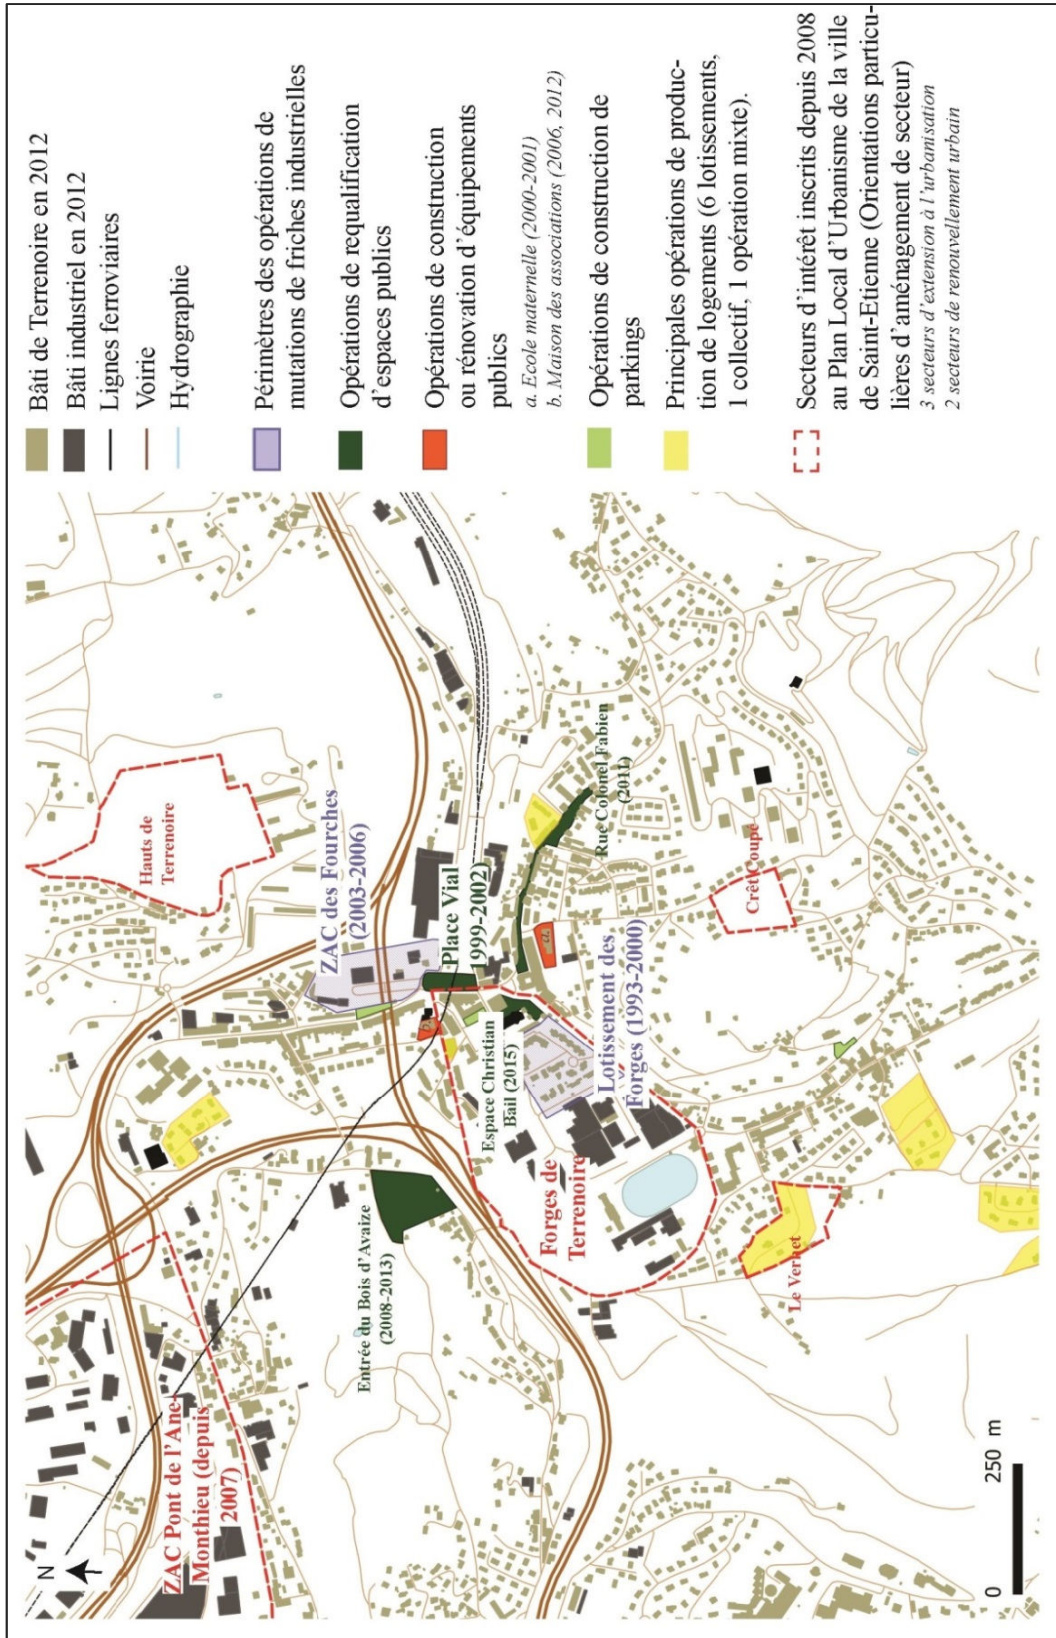 N
ZAC Pont de l'Ane-
Monthieu (depuis
2007)
Hauts de
Terrenoire
ZAC des Fourches
(2003-2006)
Entrée du Bois d'Avaize
(2008-2013)
Place Vial
1999-2002)
b.
a.
Espace Christian
Bail (2015)
Rue Colonel Fabien
(2011)
Forges de
Terrenoire
Lotissement des
Forges (1993-2000)
Crêt Coupé
Le Vernet
0 250 m
Bâti de Terrenoire en 2012
Bâti industriel en 2012
Lignes ferroviaires
Voirie
Hydrographie
Périmètres des opérations de
mutations de friches industrielles
Opérations de requalification
d'espaces publics
Opérations de construction
ou rénovation d'équipements
publics
a. Ecole maternelle (2000-2001)
b. Maison des associations (2006, 2012)
Opérations de construction de
parkings
Principales opérations de produc-
tion de logements (6 lotissements,
1 collectif, 1 opération mixte).
Secteurs d'intérêt inscrits depuis 2008
au Plan Local d'Urbanisme de la ville
de Saint-Etienne (Orientations particu-
lières d'aménagement de secteur)
3 secteurs d'extension à l'urbanisation
2 secteurs de renouvellement urbain